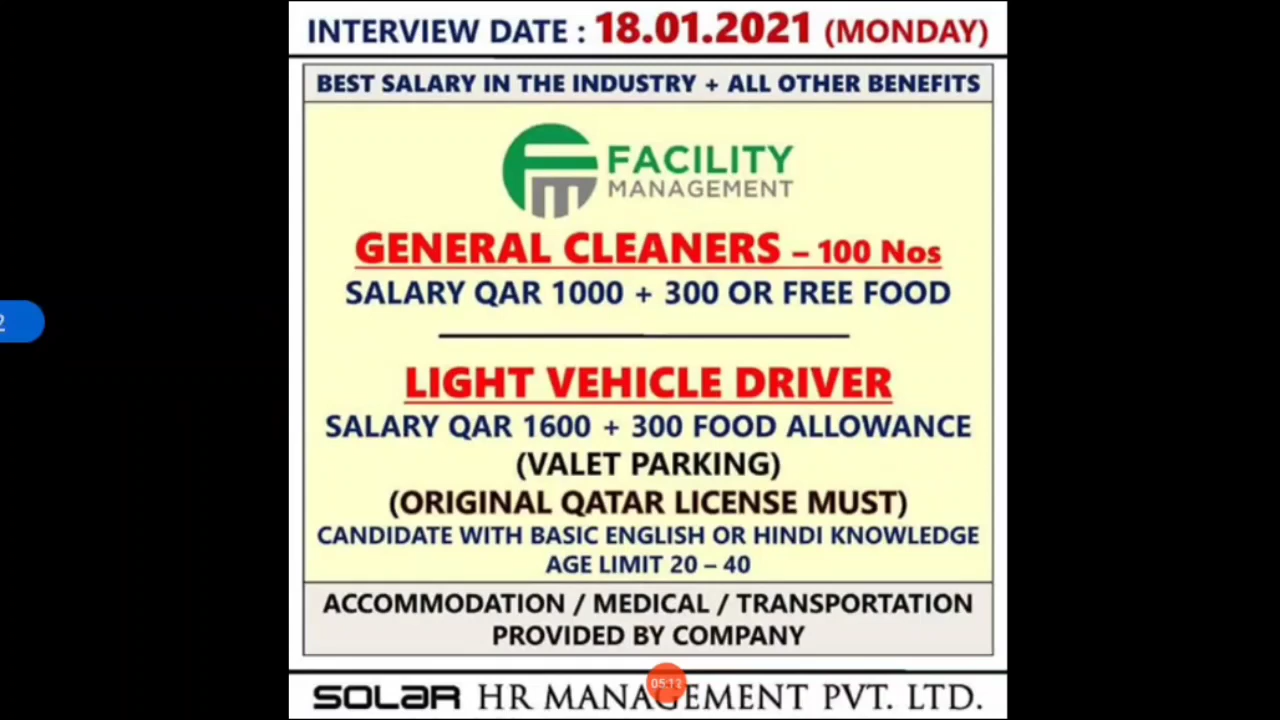 INTERVIEW DATE : 18.01.2021 (MONDAY)
BEST SALARY IN THE INDUSTRY + ALL OTHER BENEFITS
FACILITY
MANAGEMENT
GENERAL CLEANERS – 100 Nos
SALARY QAR 1000 + 300 OR FREE FOOD
LIGHT VEHICLE DRIVER
SALARY QAR 1600 + 300 FOOD ALLOWANCE
(VALET PARKING)
(ORIGINAL QATAR LICENSE MUST)
CANDIDATE WITH BASIC ENGLISH OR HINDI KNOWLEDGE
AGE LIMIT 20 – 40
ACCOMMODATION / MEDICAL / TRANSPORTATION
PROVIDED BY COMPANY
05:12
SOLAR HR MANAGEMENT PVT. LTD.
2